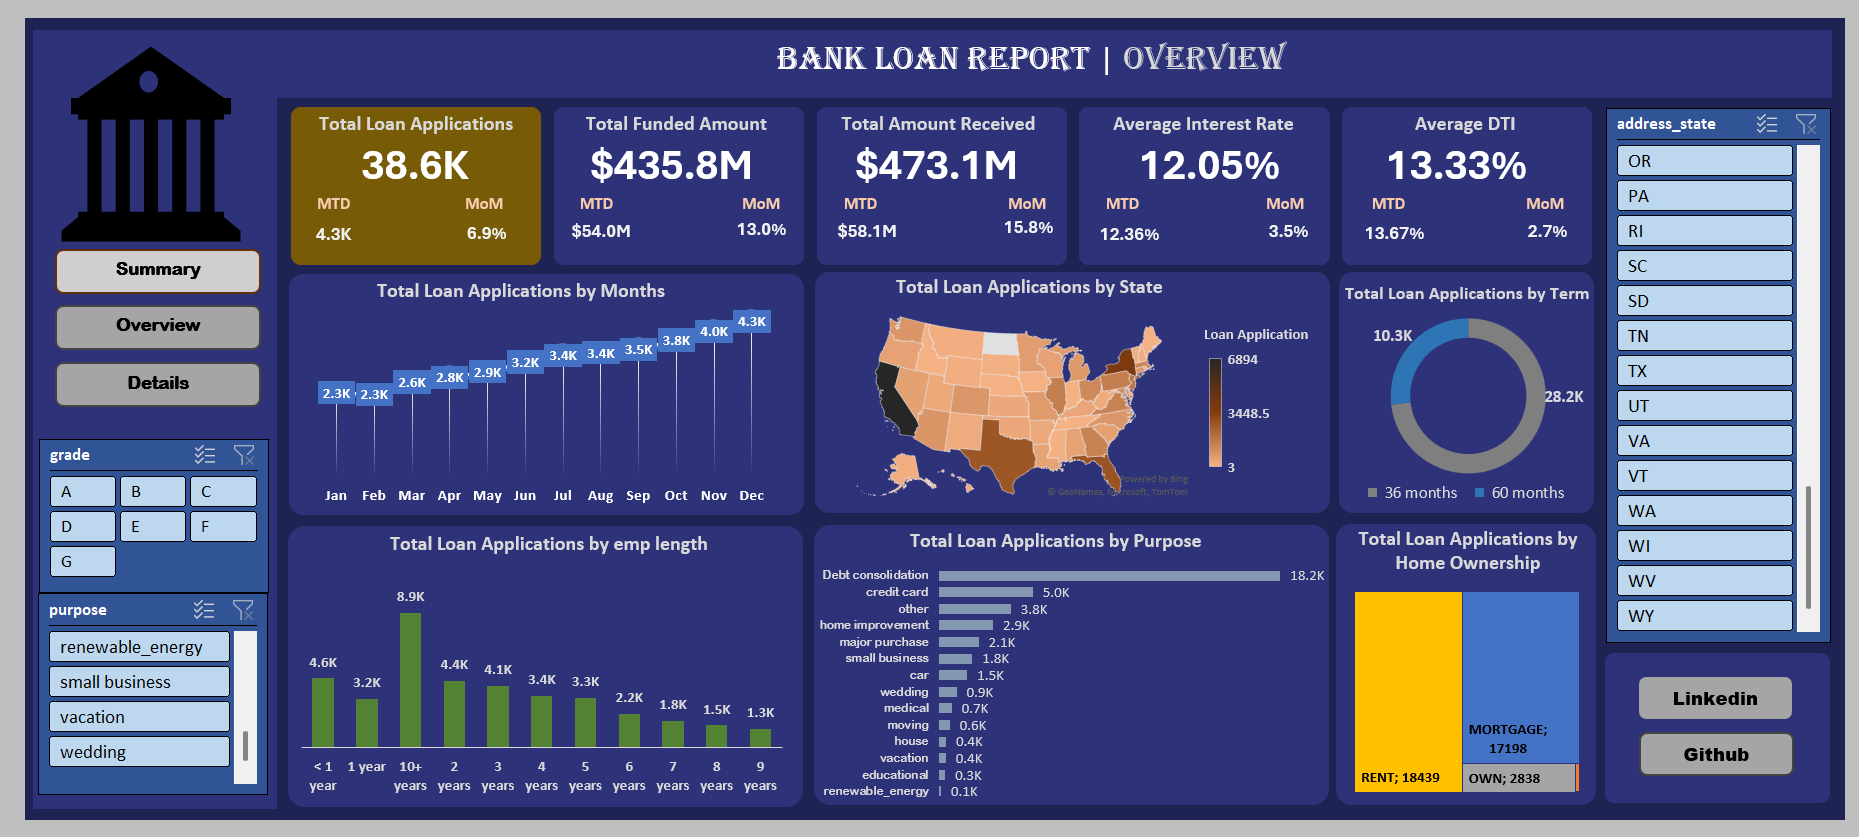 BANK LOAN REPORT | OVERVIEW
Summary
Overview
Details
grade
A
B
C
D
E
F
G
purpose
renewable_energy
small business
vacation
wedding
Total Loan Applications
38.6K
MTD
MoM
4.3K
6.9%
Total Funded Amount
$435.8M
MTD
MoM
$54.0M
13.0%
Total Amount Received
$473.1M
MTD
MoM
$58.1M
15.8%
Average Interest Rate
12.05%
MTD
MoM
12.36%
3.5%
Average DTI
13.33%
MTD
MoM
13.67%
2.7%
Total Loan Applications by Months
2.3K
2.3K
2.6K
2.8K
2.9K
3.2K
3.4K
3.4K
3.5K
3.8K
4.0K
4.3K
Jan
Feb
Mar
Apr
May
Jun
Jul
Aug
Sep
Oct
Nov
Dec
Total Loan Applications by State
Loan Application
6894
3448.5
3
Powered by Bing
© GeoNames, Microsoft, TomTom
Total Loan Applications by Term
10.3K
28.2K
36 months
60 months
Total Loan Applications by emp length
4.6K
3.2K
8.9K
4.4K
4.1K
3.4K
3.3K
2.2K
1.8K
1.5K
1.3K
< 1
year
1 year
10+
years
2
years
3
years
4
years
5
years
6
years
7
years
8
years
9
years
Total Loan Applications by Purpose
Debt consolidation 18.2K
credit card 5.0K
other 3.8K
home improvement 2.9K
major purchase 2.1K
small business 1.8K
car 1.5K
wedding 0.9K
medical 0.7K
moving 0.6K
house 0.4K
vacation 0.4K
educational 0.3K
renewable_energy 0.1K
Total Loan Applications by
Home Ownership
RENT; 18439
MORTGAGE;
17198
OWN; 2838
address_state
OR
PA
RI
SC
SD
TN
TX
UT
VA
VT
WA
WI
WV
WY
Linkedin
Github